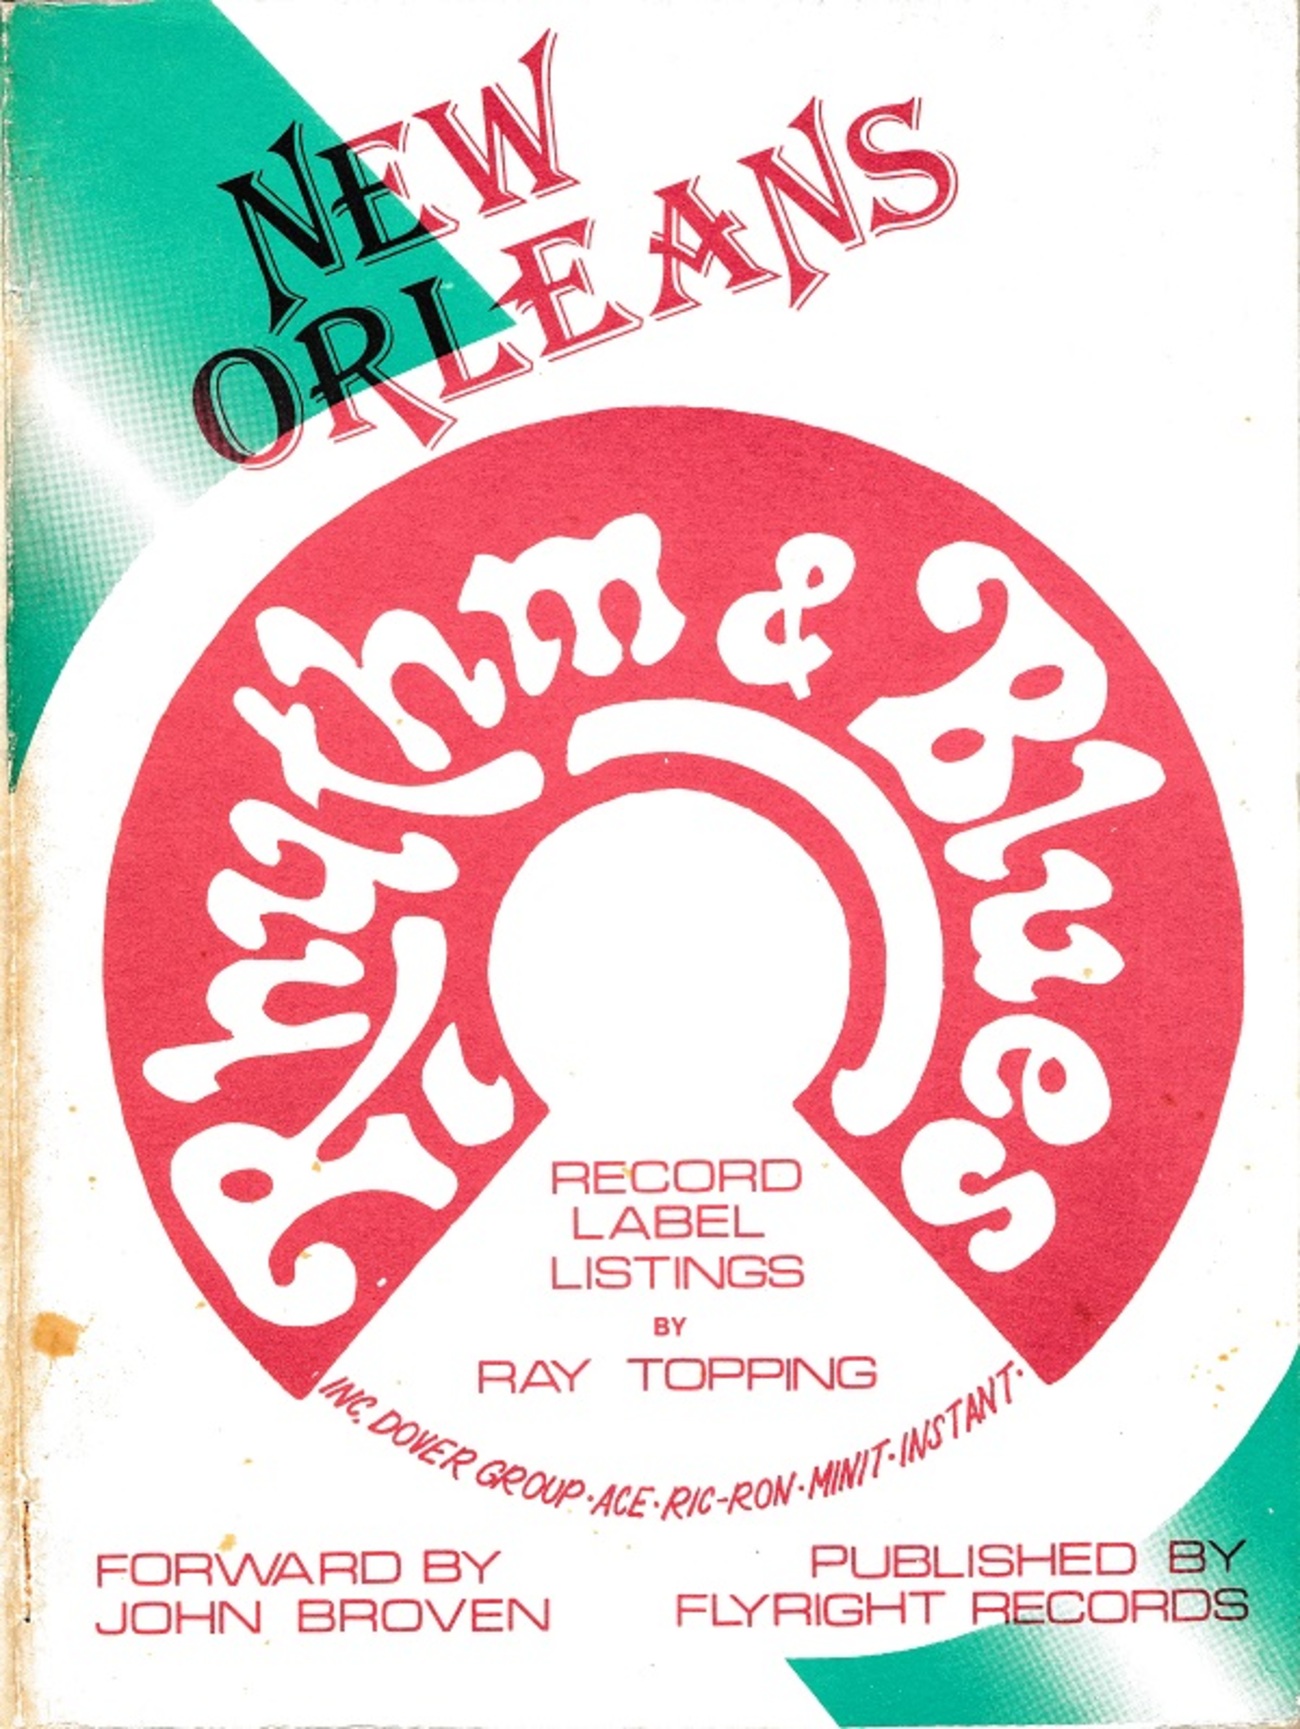 NEW
ORLEANS
Rhythm & Blues
RECORD
LABEL
LISTINGS
BY
RAY TOPPING
INC. DOVER GROUP · ACE · RIC-RON · MINIT · INSTANT ·
FORWARD BY
JOHN BROVEN
PUBLISHED BY
FLYRIGHT RECORDS